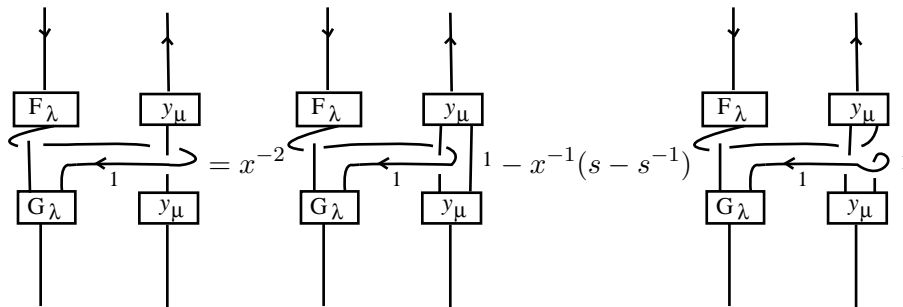 F_λ y_μ F_λ y_μ F_λ y_μ
1 = x^{-2} 1 1 - x^{-1}(s - s^{-1}) 1
G_λ y_μ G_λ y_μ G_λ y_μ